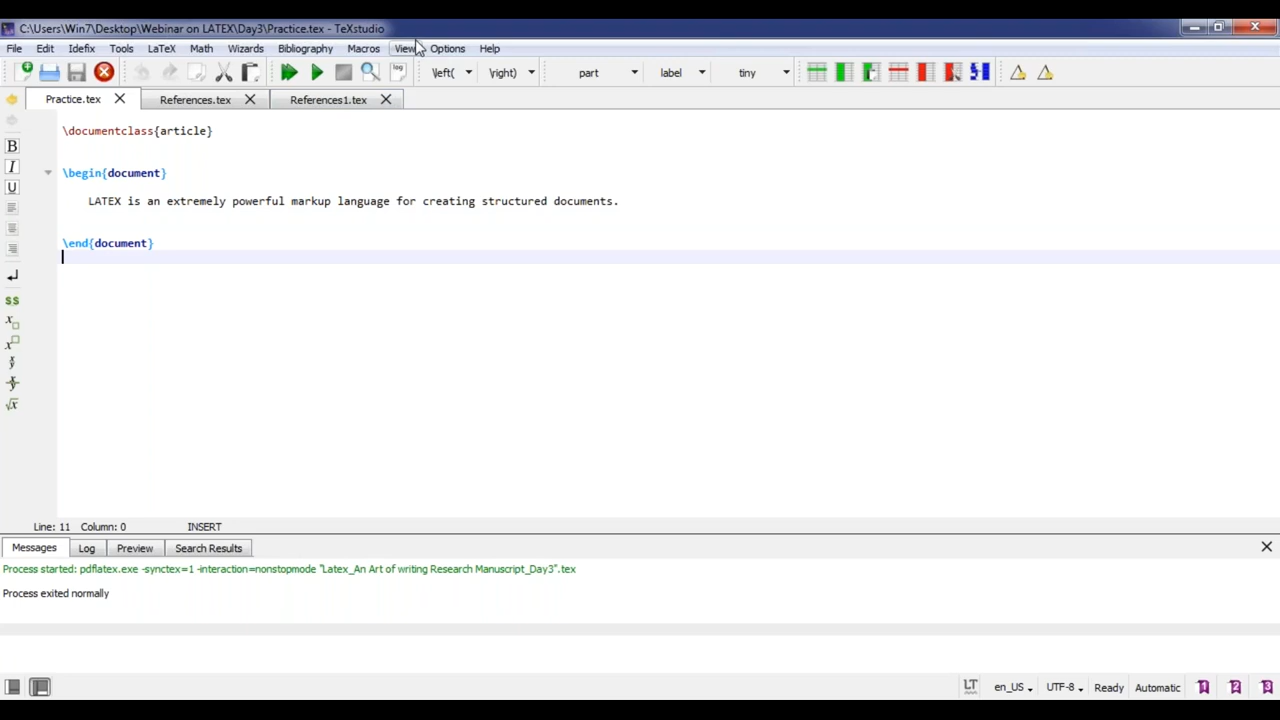 C:\Users\Win7\Desktop\Webinar on LATEX\Day3\Practice.tex - TeXstudio
File Edit Idefix Tools LaTeX Math Wizards Bibliography Macros View Options Help
log \left( \right) part label tiny
Practice.tex References.tex References1.tex
\documentclass{article}
B
\begin{document}
I
U
LATEX is an extremely powerful markup language for creating structured documents.
\end{document}
$$
x
x
x/y
x/y
√x
Line: 11 Column: 0 INSERT
Messages Log Preview Search Results
Process started: pdflatex.exe -synctex=1 -interaction=nonstopmode "Latex_An Art of writing Research Manuscript_Day3".tex
Process exited normally
LT en_US UTF-8 Ready Automatic 1 2 3